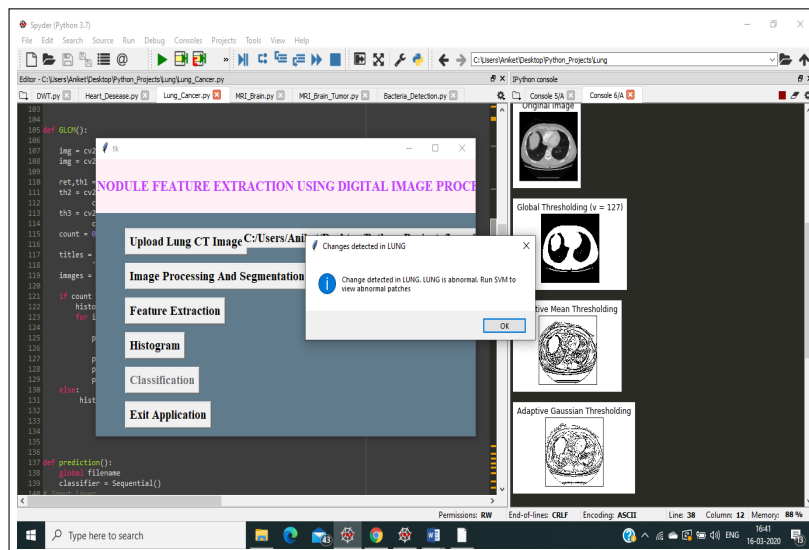 Spyder (Python 3.7)
File Edit Search Source Run Debug Consoles Projects Tools View Help
C:\Users\Aniket\Desktop\Python_Projects\Lung
Editor - C:\Users\Aniket\Desktop\Python_Projects\Lung\Lung_Cancer.py
IPython console
DWT.py Heart_Desease.py Lung_Cancer.py MRI_Brain.py MRI_Brain_Tumor.py Bacteria_Detection.py
Console 5/A Console 6/A
103
104
105 def GLCM():
106
107 img = cv2
108 img = cv2
109
110 ret,th1 =
111 th2 = cv2
112 c
113 th3 = cv2
114 c
115 count = 0
116
117 titles =
118
119 images =
120
121 if count
122 histo
123 for i
124
125 p
126
127 p
128 p
129 p
130 else:
131 hist
132
133
134
135
136
137 def prediction():
138 global filename
139 classifier = Sequential()
tk
NODULE FEATURE EXTRACTION USING DIGITAL IMAGE PROCE
Upload Lung CT Image C:/Users/Ani
Image Processing And Segmentation
Feature Extraction
Histogram
Classification
Exit Application
Changes detected in LUNG
Change detected in LUNG. LUNG is abnormal. Run SVM to
view abnormal patches
OK
Original Image
Global Thresholding (v = 127)
tive Mean Thresholding
Adaptive Gaussian Thresholding
Permissions: RW End-of-lines: CRLF Encoding: ASCII Line: 38 Column: 12 Memory: 88 %
Type here to search
43
ENG
16:41
16-03-2020
13